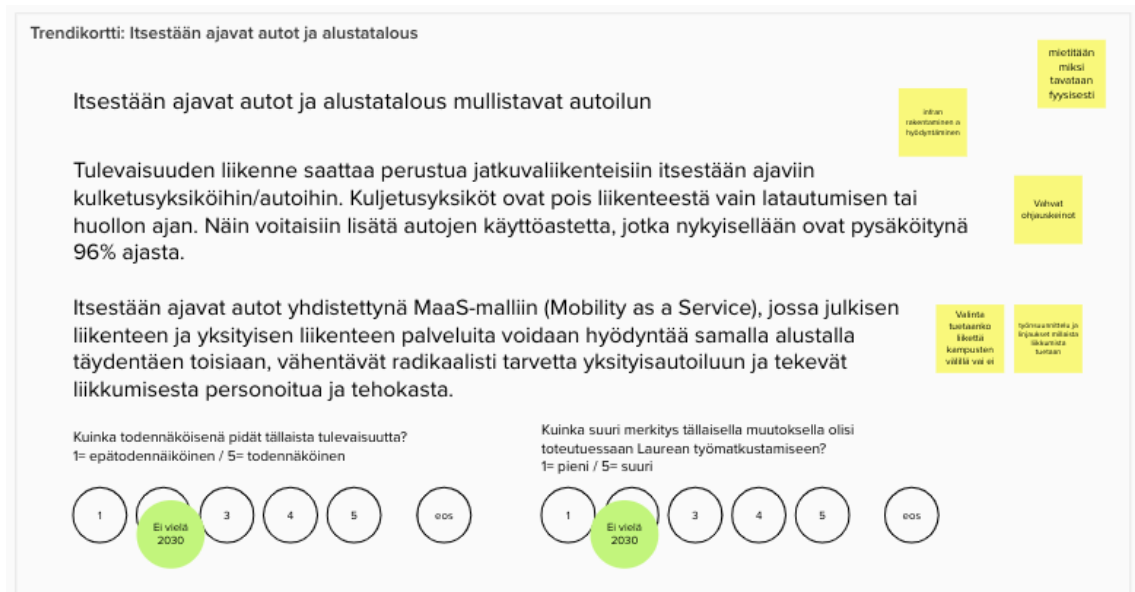 Trendikortti: Itsestään ajavat autot ja alustatalous
mietitään
miksi
tavataan
fyysisesti
Itsestään ajavat autot ja alustatalous mullistavat autoilun
infran
rakentaminen a
hyödyntäminen
Tulevaisuuden liikenne saattaa perustua jatkuvaliikenteisiin itsestään ajaviin
kulketusyksiköihin/autoihin. Kuljetusyksiköt ovat pois liikenteestä vain latautumisen tai
huollon ajan. Näin voitaisiin lisätä autojen käyttöastetta, jotka nykyisellään ovat pysäköitynä
96% ajasta.
Vahvat
ohjauskeinot
Itsestään ajavat autot yhdistettynä MaaS-malliin (Mobility as a Service), jossa julkisen
liikenteen ja yksityisen liikenteen palveluita voidaan hyödyntää samalla alustalla
täydentäen toisiaan, vähentävät radikaalisti tarvetta yksityisautoiluun ja tekevät
liikkumisesta personoitua ja tehokasta.
Valinta
tuetaanko
liikettä
kampusten
välillä vai ei
työnsuunnittelu ja
linjaukset millaista
liikkumista
tuetaan
Kuinka todennäköisenä pidät tällaista tulevaisuutta?
1= epätodennäiköinen / 5= todennäköinen
Kuinka suuri merkitys tällaisella muutoksella olisi
toteutuessaan Laurean työmatkustamiseen?
1= pieni / 5= suuri
1
Ei vielä
2030
3
4
5
eos
1
Ei vielä
2030
3
4
5
eos